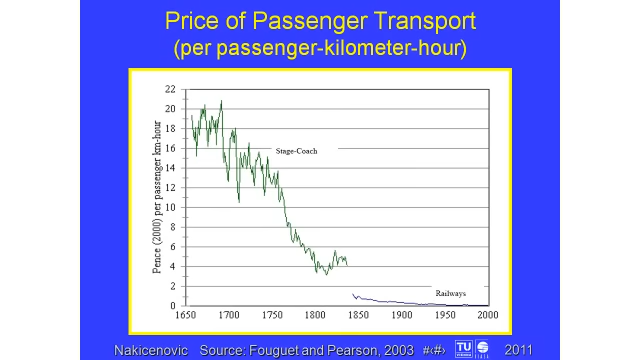 Price of Passenger Transport
(per passenger-kilometer-hour)
Pence (2000) per passenger km-hour
22
20
18
16
14
12
10
8
6
4
2
0
Stage-Coach
Railways
1650 1700 1750 1800 1850 1900 1950 2000
Nakicenovic Source: Fouguet and Pearson, 2003 #‹#› TU IIASA 2011